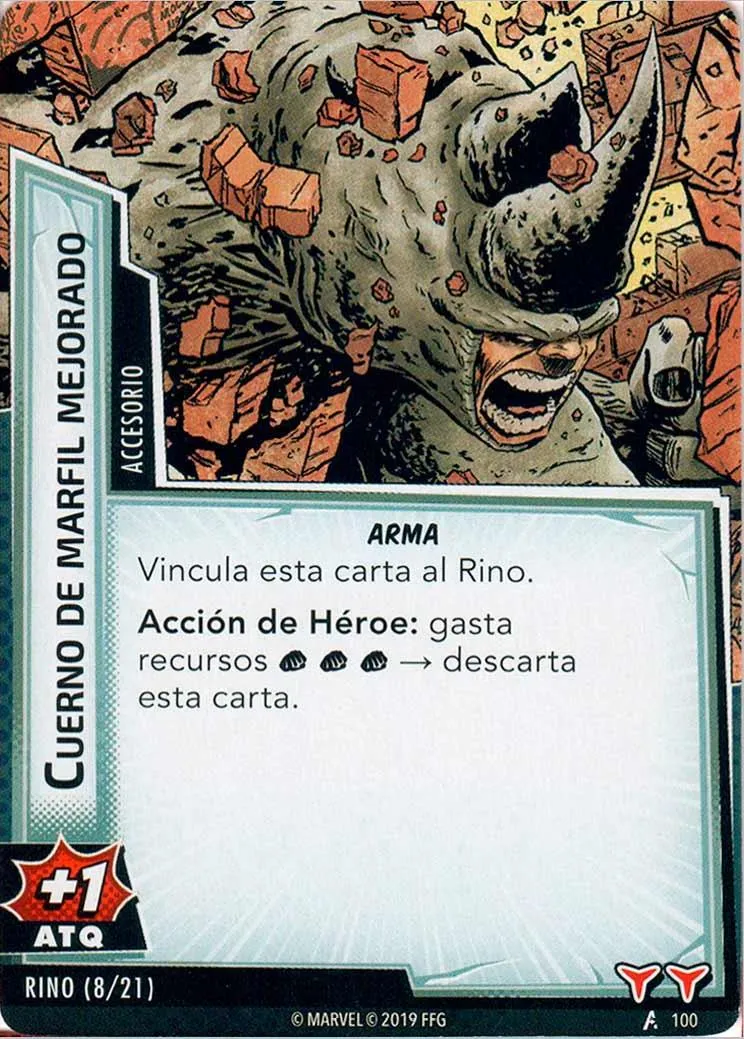 CUERNO DE MARFIL MEJORADO
ACCESORIO
ARMA
Vincula esta carta al Rino.
Acción de Héroe: gasta
recursos → descarta
esta carta.
+1
ATQ
RINO (8/21)
© MARVEL © 2019 FFG
100